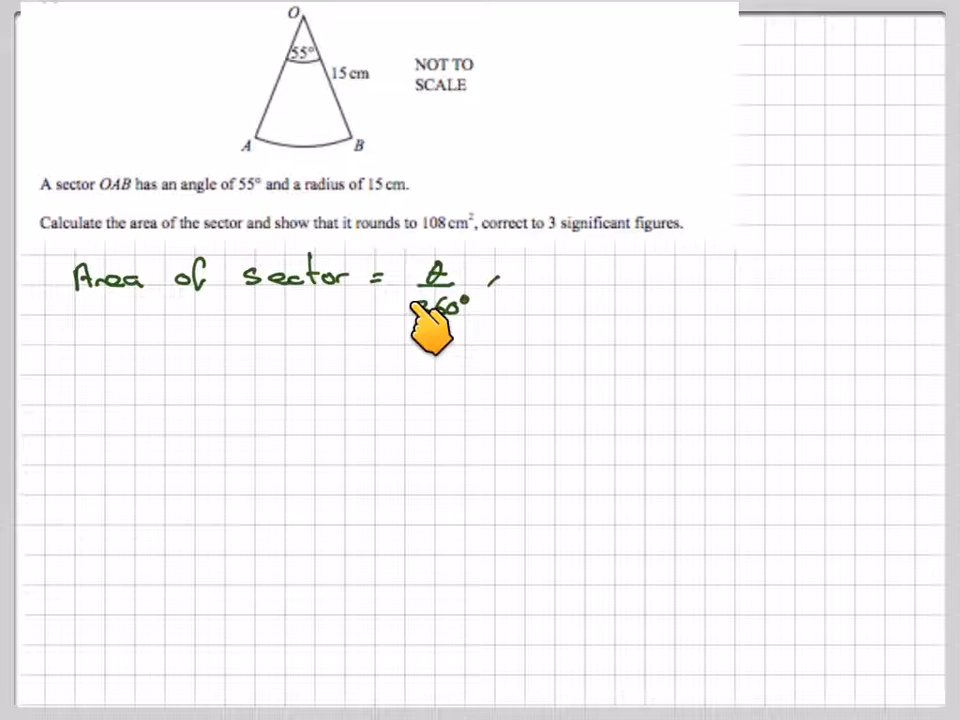 O
55°
15 cm
NOT TO
SCALE
A
B
A sector OAB has an angle of 55° and a radius of 15 cm.
Calculate the area of the sector and show that it rounds to 108 cm², correct to 3 significant figures.
Area of sector = θ
360°